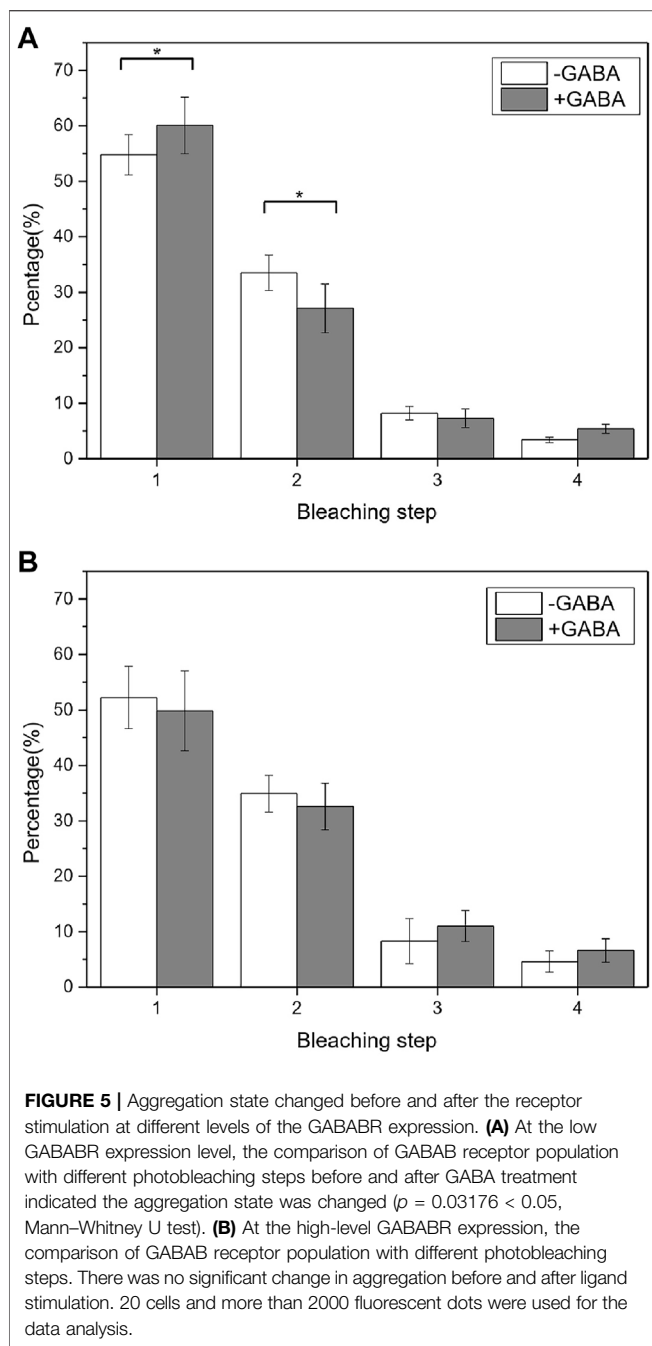 A
*
*
-GABA
+GABA
70
60
50
40
30
20
10
0
Pcentage(%)
1 2 3 4
Bleaching step
B
-GABA
+GABA
70
60
50
40
30
20
10
0
Percentage(%)
1 2 3 4
Bleaching step
FIGURE 5 | Aggregation state changed before and after the receptor
stimulation at different levels of the GABABR expression. (A) At the low
GABABR expression level, the comparison of GABAB receptor population
with different photobleaching steps before and after GABA treatment
indicated the aggregation state was changed (p = 0.03176 < 0.05,
Mann–Whitney U test). (B) At the high-level GABABR expression, the
comparison of GABAB receptor population with different photobleaching
steps. There was no significant change in aggregation before and after ligand
stimulation. 20 cells and more than 2000 fluorescent dots were used for the
data analysis.